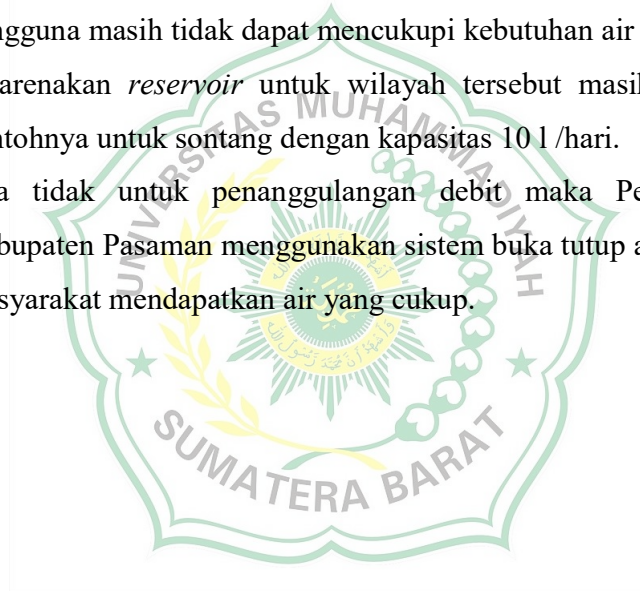 ngguna masih tidak dapat mencukupi kebutuhan air
arenakan reservoir untuk wilayah tersebut masil
ntohnya untuk sontang dengan kapasitas 10 l /hari.
a tidak untuk penanggulangan debit maka Pe
bupaten Pasaman menggunakan sistem buka tutup a
syarakat mendapatkan air yang cukup.
UNIVERSITAS MUHAMMADIYAH
SUMATERA BARAT